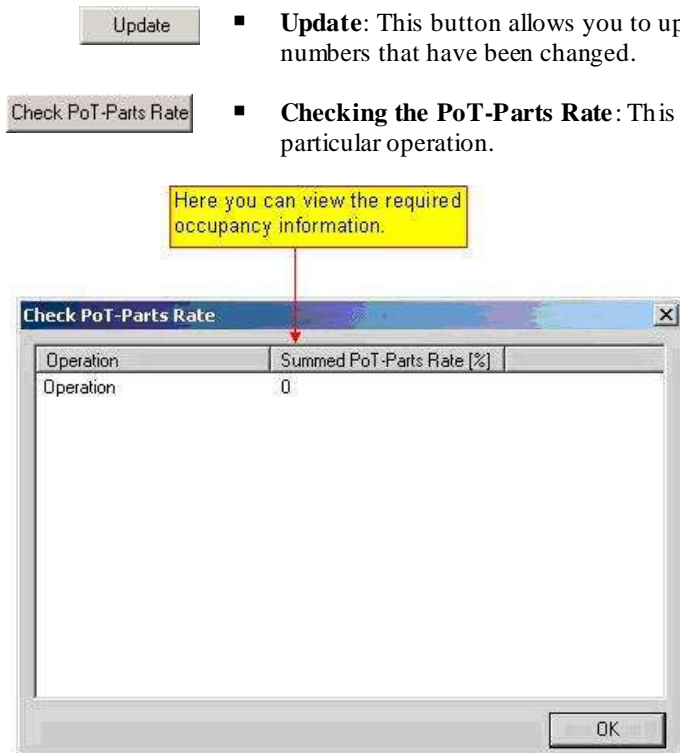 Update
▪ Update: This button allows you to up
numbers that have been changed.
Check PoT-Parts Rate
▪ Checking the PoT-Parts Rate: This
particular operation.
Here you can view the required
occupancy information.
Check PoT-Parts Rate
Operation Summed PoT-Parts Rate [%]
Operation 0
OK